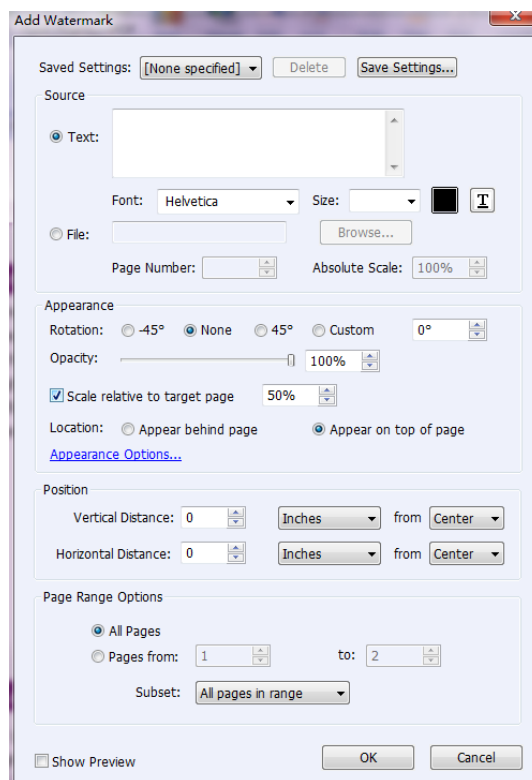 Add Watermark
Saved Settings: [None specified] Delete Save Settings...
Source
Text:
Font: Helvetica Size: T
File: Browse...
Page Number: Absolute Scale: 100%
Appearance
Rotation: -45° None 45° Custom 0°
Opacity: 100%
Scale relative to target page 50%
Location: Appear behind page Appear on top of page
Appearance Options...
Position
Vertical Distance: 0 Inches from Center
Horizontal Distance: 0 Inches from Center
Page Range Options
All Pages
Pages from: 1 to: 2
Subset: All pages in range
Show Preview OK Cancel